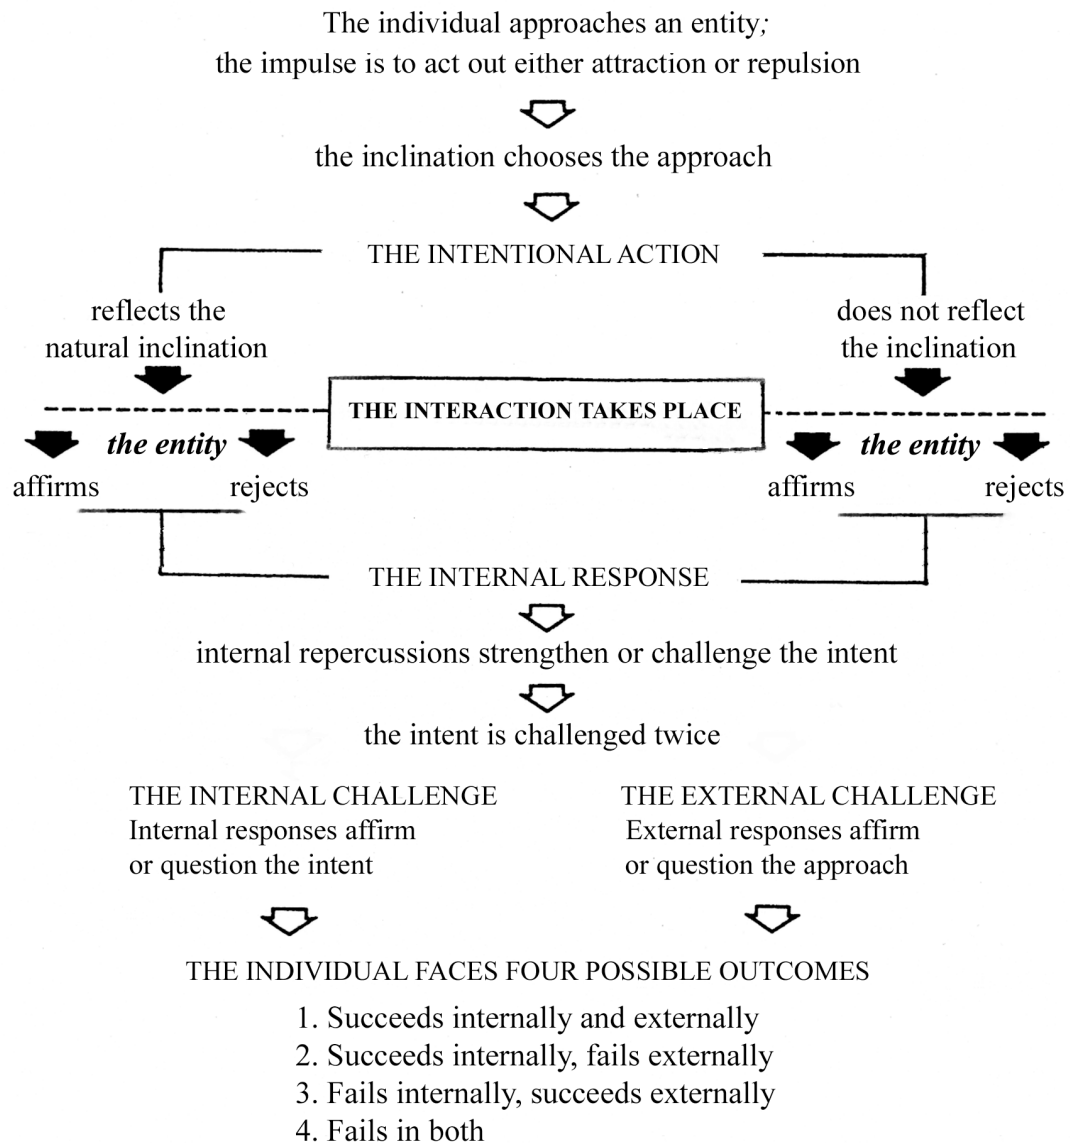 The individual approaches an entity;
the impulse is to act out either attraction or repulsion
the inclination chooses the approach
THE INTENTIONAL ACTION
reflects the
natural inclination
does not reflect
the inclination
THE INTERACTION TAKES PLACE
the entity
affirms
rejects
the entity
affirms
rejects
THE INTERNAL RESPONSE
internal repercussions strengthen or challenge the intent
the intent is challenged twice
THE INTERNAL CHALLENGE
Internal responses affirm
or question the intent
THE EXTERNAL CHALLENGE
External responses affirm
or question the approach
THE INDIVIDUAL FACES FOUR POSSIBLE OUTCOMES
1. Succeeds internally and externally
2. Succeeds internally, fails externally
3. Fails internally, succeeds externally
4. Fails in both